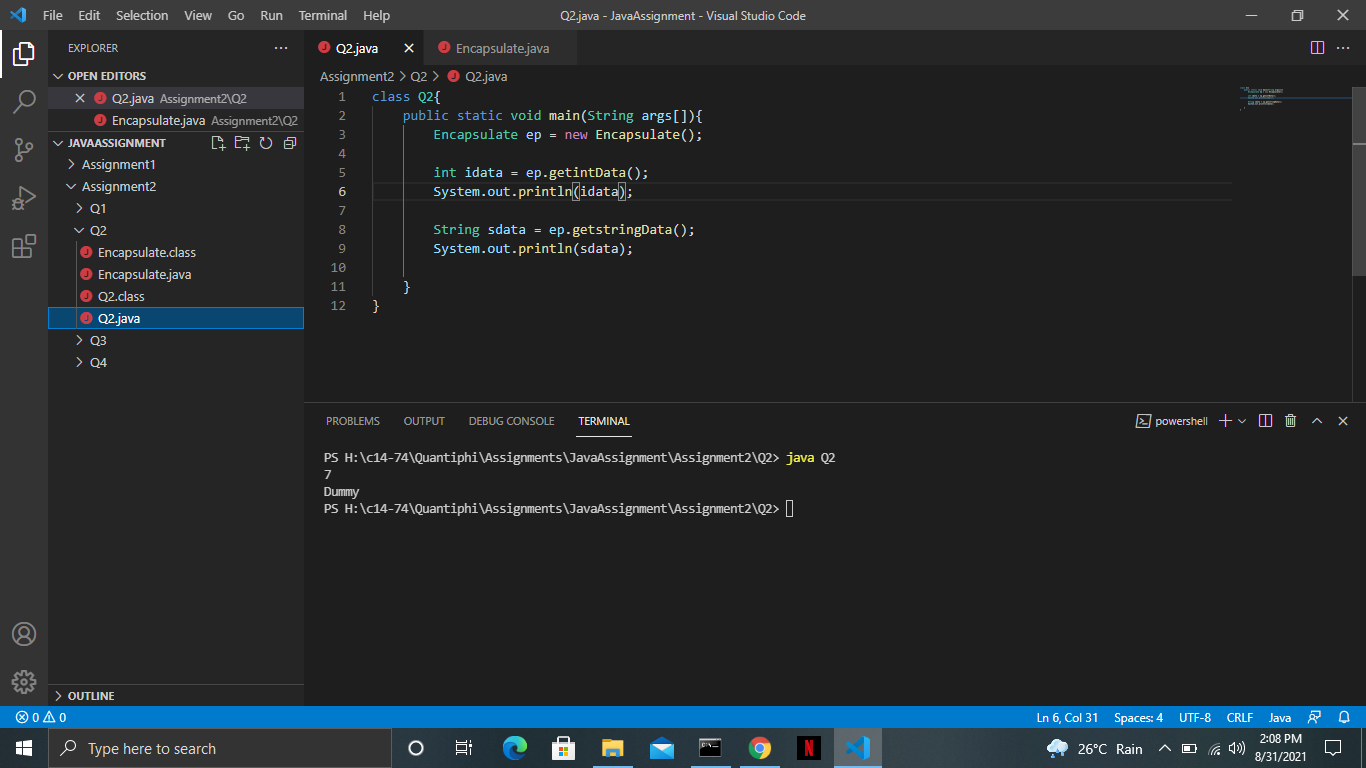 File Edit Selection View Go Run Terminal Help
Q2.java - JavaAssignment - Visual Studio Code
EXPLORER
OPEN EDITORS
Q2.java Assignment2\Q2
Encapsulate.java Assignment2\Q2
JAVAASSIGNMENT
Assignment1
Assignment2
Q1
Q2
Encapsulate.class
Encapsulate.java
Q2.class
Q2.java
Q3
Q4
OUTLINE
Q2.java Encapsulate.java
Assignment2 > Q2 > Q2.java
1 class Q2{
2 public static void main(String args[]){
3 Encapsulate ep = new Encapsulate();
4
5 int idata = ep.getintData();
6 System.out.println(idata);
7
8 String sdata = ep.getstringData();
9 System.out.println(sdata);
10
11 }
12 }
PROBLEMS OUTPUT DEBUG CONSOLE TERMINAL
powershell
PS H:\c14-74\Quantiphi\Assignments\JavaAssignment\Assignment2\Q2> java Q2
7
Dummy
PS H:\c14-74\Quantiphi\Assignments\JavaAssignment\Assignment2\Q2>
0 0
Ln 6, Col 31 Spaces: 4 UTF-8 CRLF Java
Type here to search
26°C Rain
2:08 PM
8/31/2021